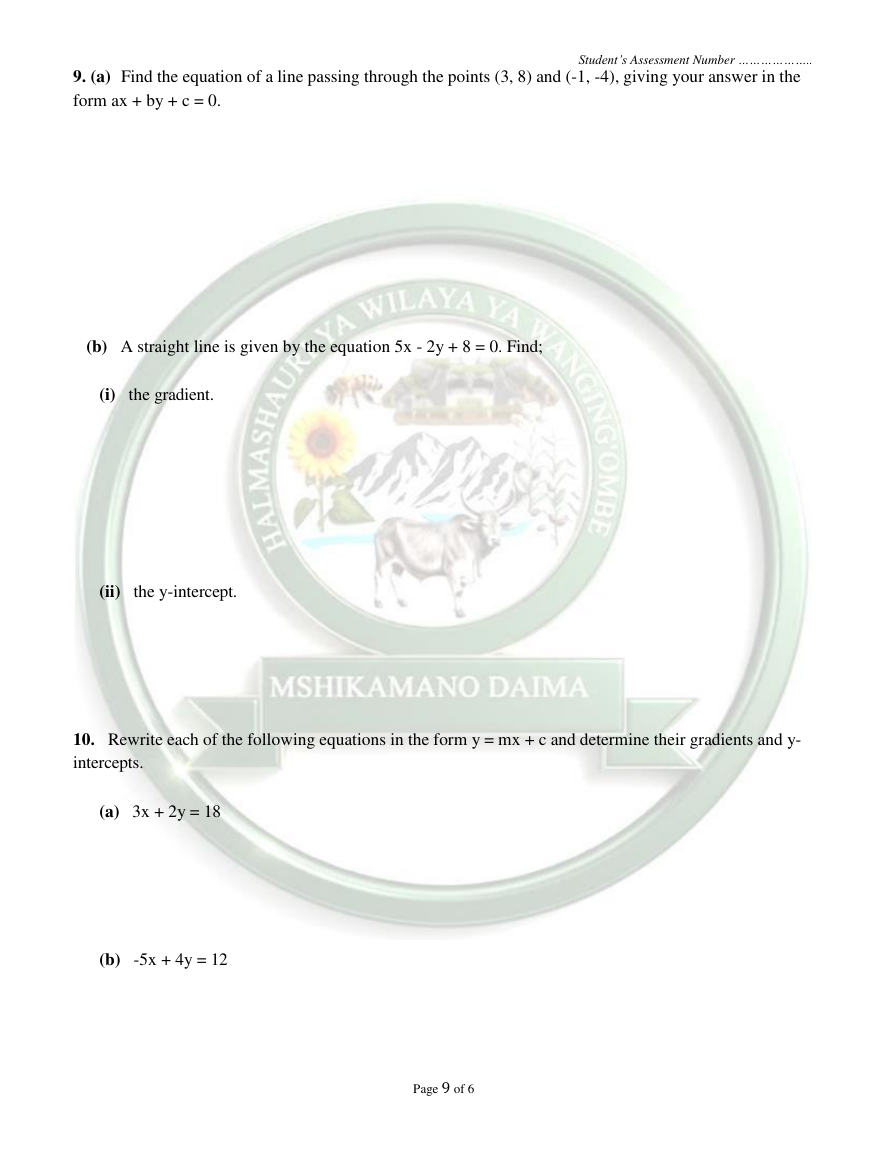 Student’s Assessment Number ………………..
9. (a) Find the equation of a line passing through the points (3, 8) and (-1, -4), giving your answer in the
form ax + by + c = 0.
HALMASHAURI YA WILAYA YA WANGING'OMBE
(b) A straight line is given by the equation 5x - 2y + 8 = 0. Find;
(i) the gradient.
(ii) the y-intercept.
MSHIKAMANO DAIMA
10. Rewrite each of the following equations in the form y = mx + c and determine their gradients and y-
intercepts.
(a) 3x + 2y = 18
(b) -5x + 4y = 12
Page 9 of 6